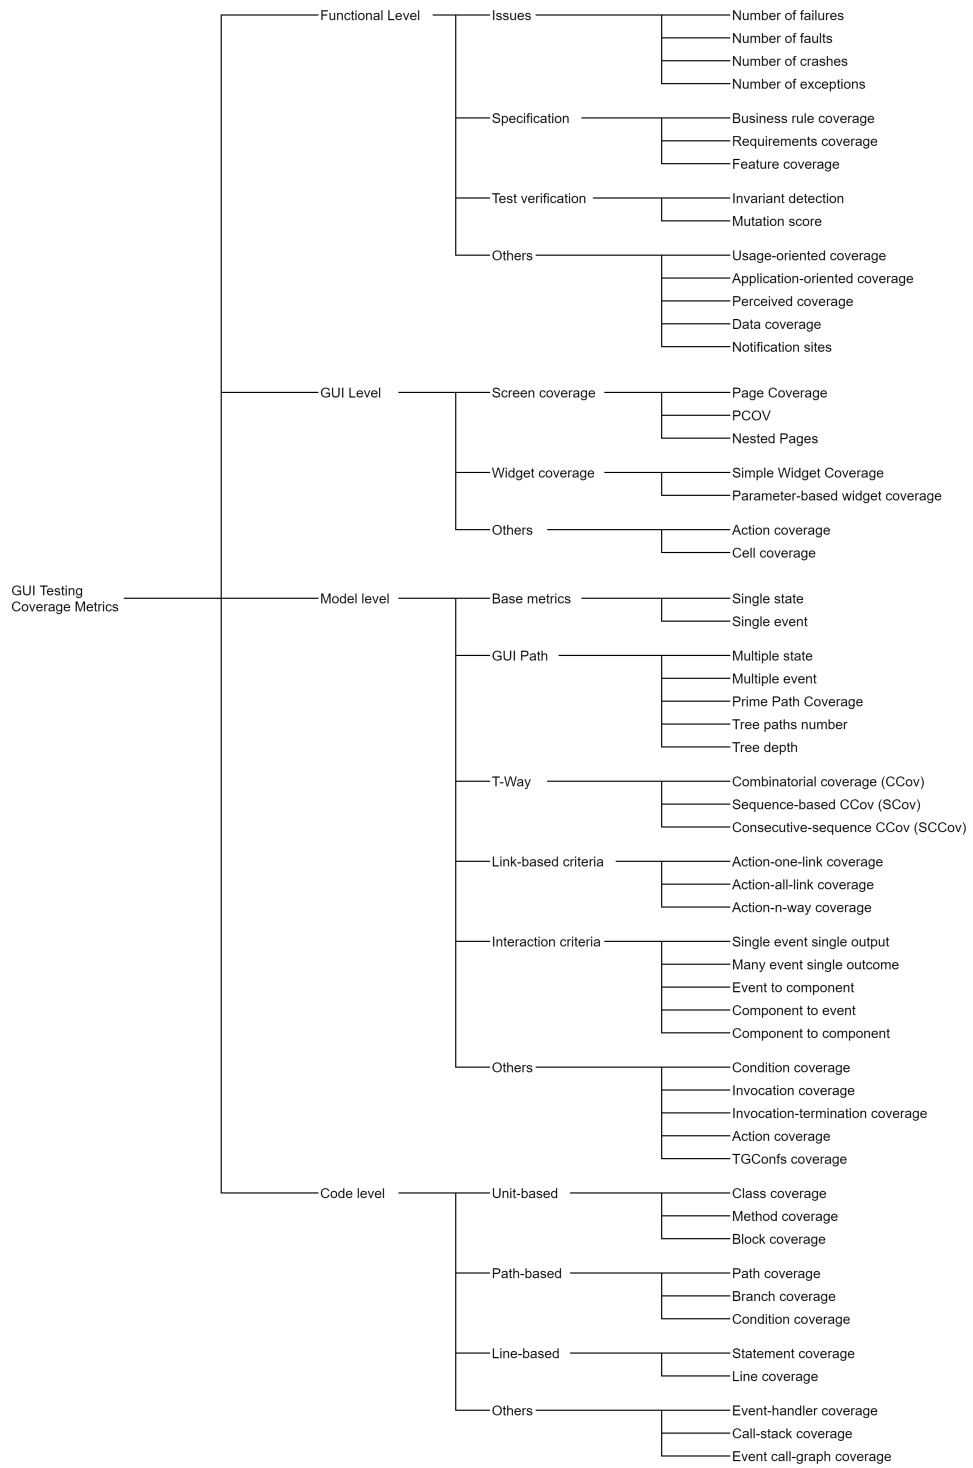 GUI Testing
Coverage Metrics
Functional Level
Issues
Number of failures
Number of faults
Number of crashes
Number of exceptions
Specification
Business rule coverage
Requirements coverage
Feature coverage
Test verification
Invariant detection
Mutation score
Others
Usage-oriented coverage
Application-oriented coverage
Perceived coverage
Data coverage
Notification sites
GUI Level
Screen coverage
Page Coverage
PCOV
Nested Pages
Widget coverage
Simple Widget Coverage
Parameter-based widget coverage
Others
Action coverage
Cell coverage
Model level
Base metrics
Single state
Single event
GUI Path
Multiple state
Multiple event
Prime Path Coverage
Tree paths number
Tree depth
T-Way
Combinatorial coverage (CCov)
Sequence-based CCov (SCov)
Consecutive-sequence CCov (SCCov)
Link-based criteria
Action-one-link coverage
Action-all-link coverage
Action-n-way coverage
Interaction criteria
Single event single output
Many event single outcome
Event to component
Component to event
Component to component
Others
Condition coverage
Invocation coverage
Invocation-termination coverage
Action coverage
TGConfs coverage
Code level
Unit-based
Class coverage
Method coverage
Block coverage
Path-based
Path coverage
Branch coverage
Condition coverage
Line-based
Statement coverage
Line coverage
Others
Event-handler coverage
Call-stack coverage
Event call-graph coverage